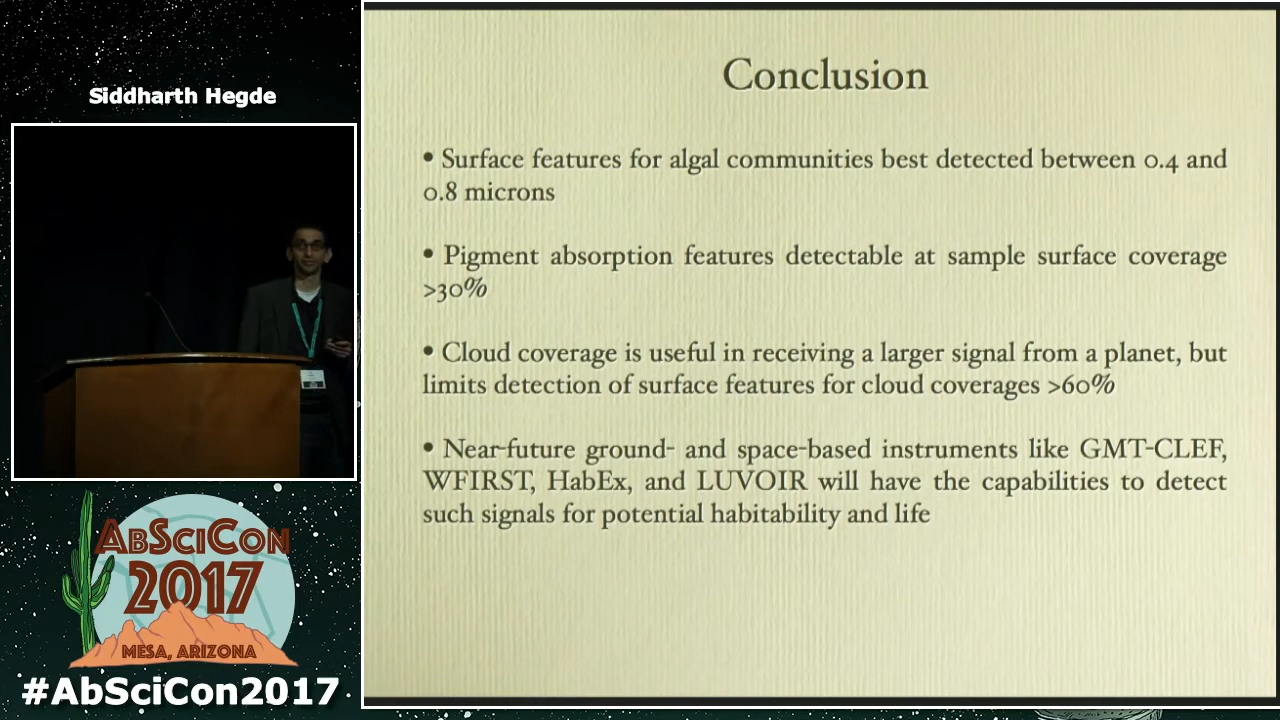 Siddharth Hegde
AbSciCon
2017
MESA, ARIZONA
#AbSciCon2017
Conclusion
• Surface features for algal communities best detected between 0.4 and
0.8 microns
• Pigment absorption features detectable at sample surface coverage
>30%
• Cloud coverage is useful in receiving a larger signal from a planet, but
limits detection of surface features for cloud coverages >60%
• Near-future ground- and space-based instruments like GMT-CLEF,
WFIRST, HabEx, and LUVOIR will have the capabilities to detect
such signals for potential habitability and life